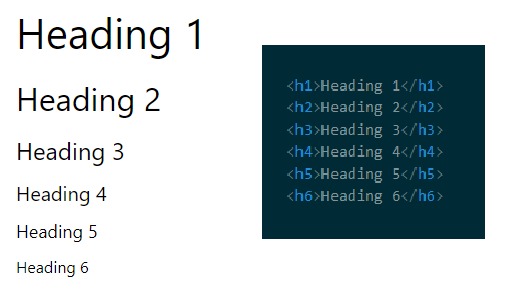 Heading 1
Heading 2
Heading 3
Heading 4
Heading 5
Heading 6
<h1>Heading 1</h1>
<h2>Heading 2</h2>
<h3>Heading 3</h3>
<h4>Heading 4</h4>
<h5>Heading 5</h5>
<h6>Heading 6</h6>